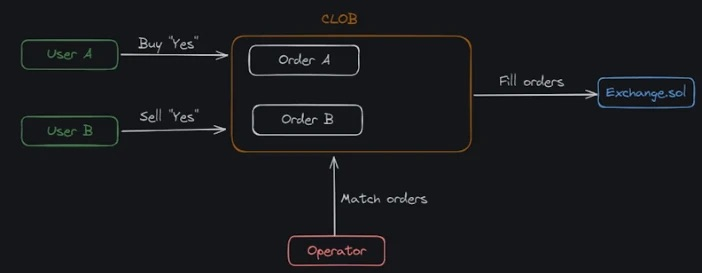 CLOB
User A
Buy "Yes"
Order A
Fill orders
Exchange.sol
User B
Sell "Yes"
Order B
Match orders
Operator